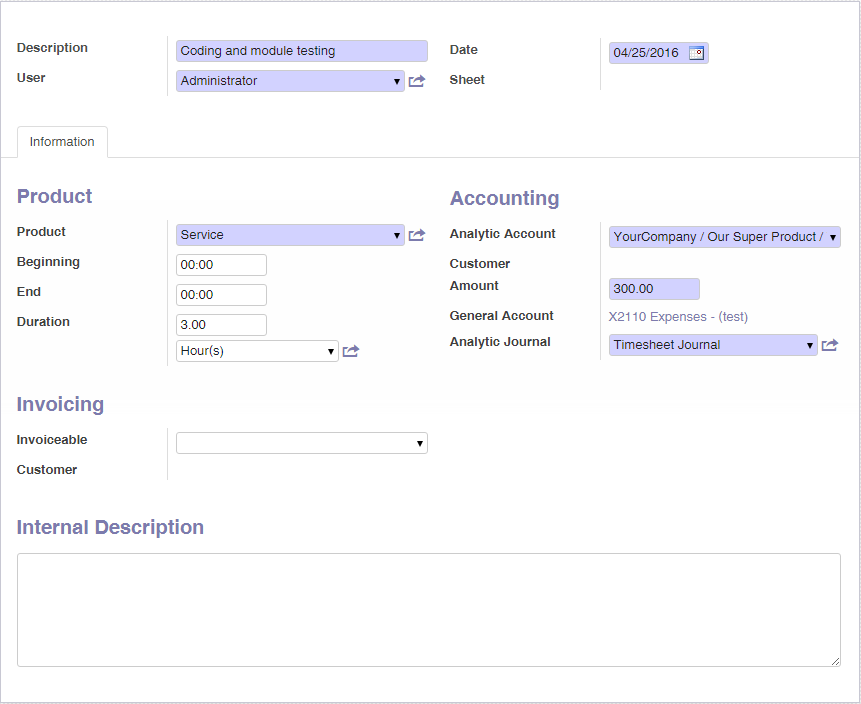 Description Coding and module testing
Date 04/25/2016
User Administrator
Sheet
Information
Product
Product Service
Beginning 00:00
End 00:00
Duration 3.00
Hour(s)
Accounting
Analytic Account YourCompany / Our Super Product /
Customer
Amount 300.00
General Account X2110 Expenses - (test)
Analytic Journal Timesheet Journal
Invoicing
Invoiceable
Customer
Internal Description